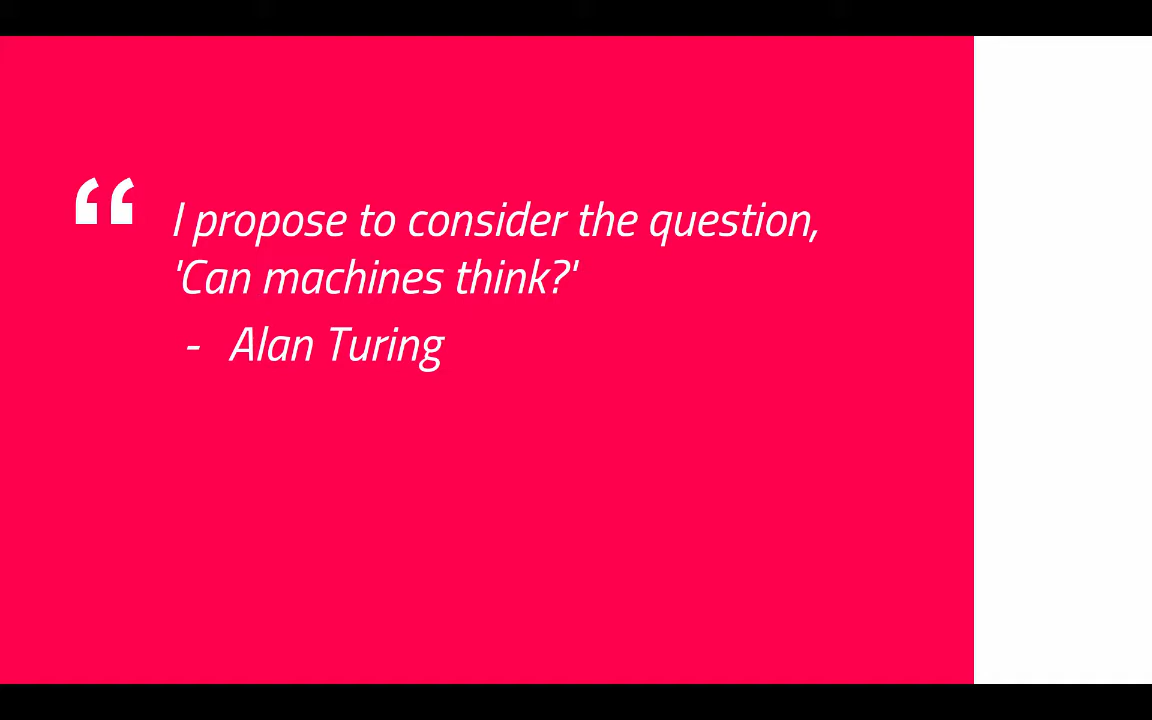 “ I propose to consider the question,
'Can machines think?'
- Alan Turing